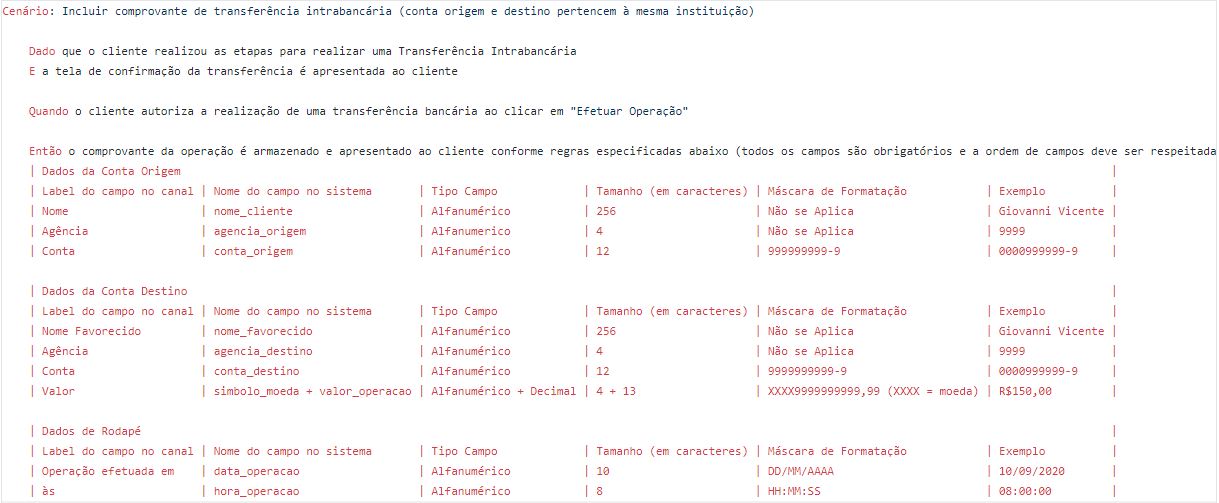 Cenário: Incluir comprovante de transferência intrabancária (conta origem e destino pertencem à mesma instituição)
Dado que o cliente realizou as etapas para realizar uma Transferência Intrabancária
E a tela de confirmação da transferência é apresentada ao cliente
Quando o cliente autoriza a realização de uma transferência bancária ao clicar em "Efetuar Operação"
Então o comprovante da operação é armazenado e apresentado ao cliente conforme regras especificadas abaixo (todos os campos são obrigatórios e a ordem de campos deve ser respeitada
| Dados da Conta Origem |
| Label do campo no canal | Nome do campo no sistema | Tipo Campo | Tamanho (em caracteres) | Máscara de Formatação | Exemplo |
| Nome | nome_cliente | Alfanumérico | 256 | Não se Aplica | Giovanni Vicente |
| Agência | agencia_origem | Alfanumerico | 4 | Não se Aplica | 9999 |
| Conta | conta_origem | Alfanumérico | 12 | 999999999-9 | 0000999999-9 |
| Dados da Conta Destino |
| Label do campo no canal | Nome do campo no sistema | Tipo Campo | Tamanho (em caracteres) | Máscara de Formatação | Exemplo |
| Nome Favorecido | nome_favorecido | Alfanumérico | 256 | Não se Aplica | Giovanni Vicente |
| Agência | agencia_destino | Alfanumérico | 4 | Não se Aplica | 9999 |
| Conta | conta_destino | Alfanumérico | 12 | 9999999999-9 | 0000999999-9 |
| Valor | simbolo_moeda + valor_operacao | Alfanumérico + Decimal | 4 + 13 | XXXX9999999999,99 (XXXX = moeda) | R$150,00 |
| Dados de Rodapé |
| Label do campo no canal | Nome do campo no sistema | Tipo Campo | Tamanho (em caracteres) | Máscara de Formatação | Exemplo |
| Operação efetuada em | data_operacao | Alfanumérico | 10 | DD/MM/AAAA | 10/09/2020 |
| às | hora_operacao | Alfanumérico | 8 | HH:MM:SS | 08:00:00 |